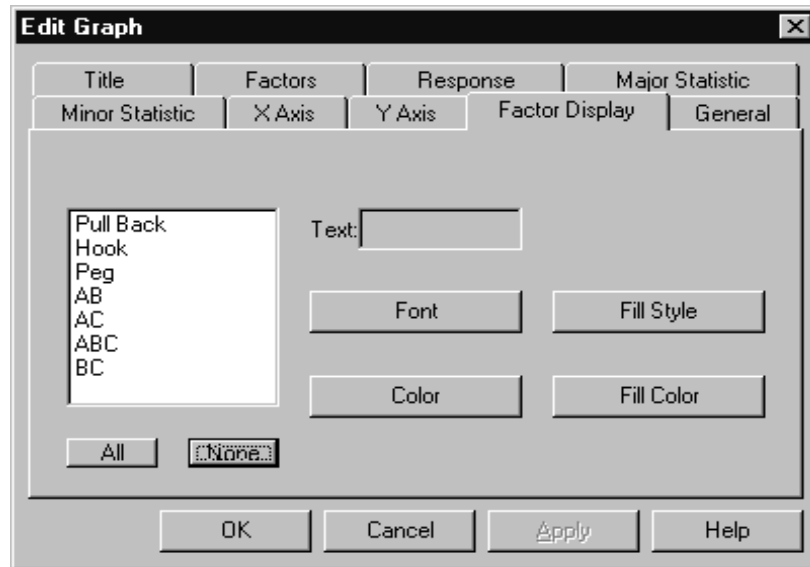 Edit Graph
Title Factors Response Major Statistic
Minor Statistic X Axis Y Axis Factor Display General
Pull Back
Hook
Peg
AB
AC
ABC
BC
Text:
Font Fill Style
Color Fill Color
All None
OK Cancel Apply Help